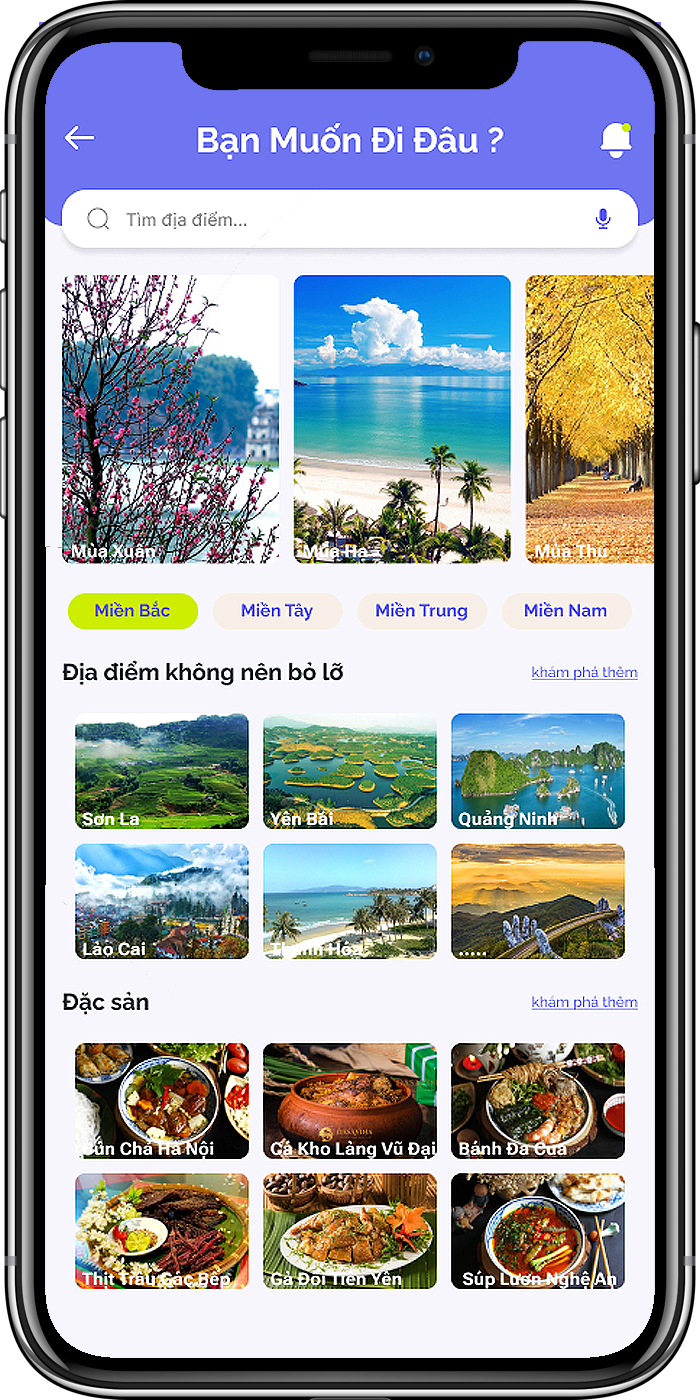 Bạn Muốn Đi Đâu ?
Tìm địa điểm...
Mùa Xuân
Mùa Hạ
Mùa Thu
Miền Bắc
Miền Tây
Miền Trung
Miền Nam
Địa điểm không nên bỏ lỡ
khám phá thêm
Sơn La
Yên Bái
Quảng Ninh
Lào Cai
Thanh Hóa
.....
Đặc sản
khám phá thêm
Bún Chả Hà Nội
Cá Kho Làng Vũ Đại
Bánh Đa Cua
Thịt Trâu Gác Bếp
Gà Đồi Tiên Yên
Súp Lươn Nghệ An